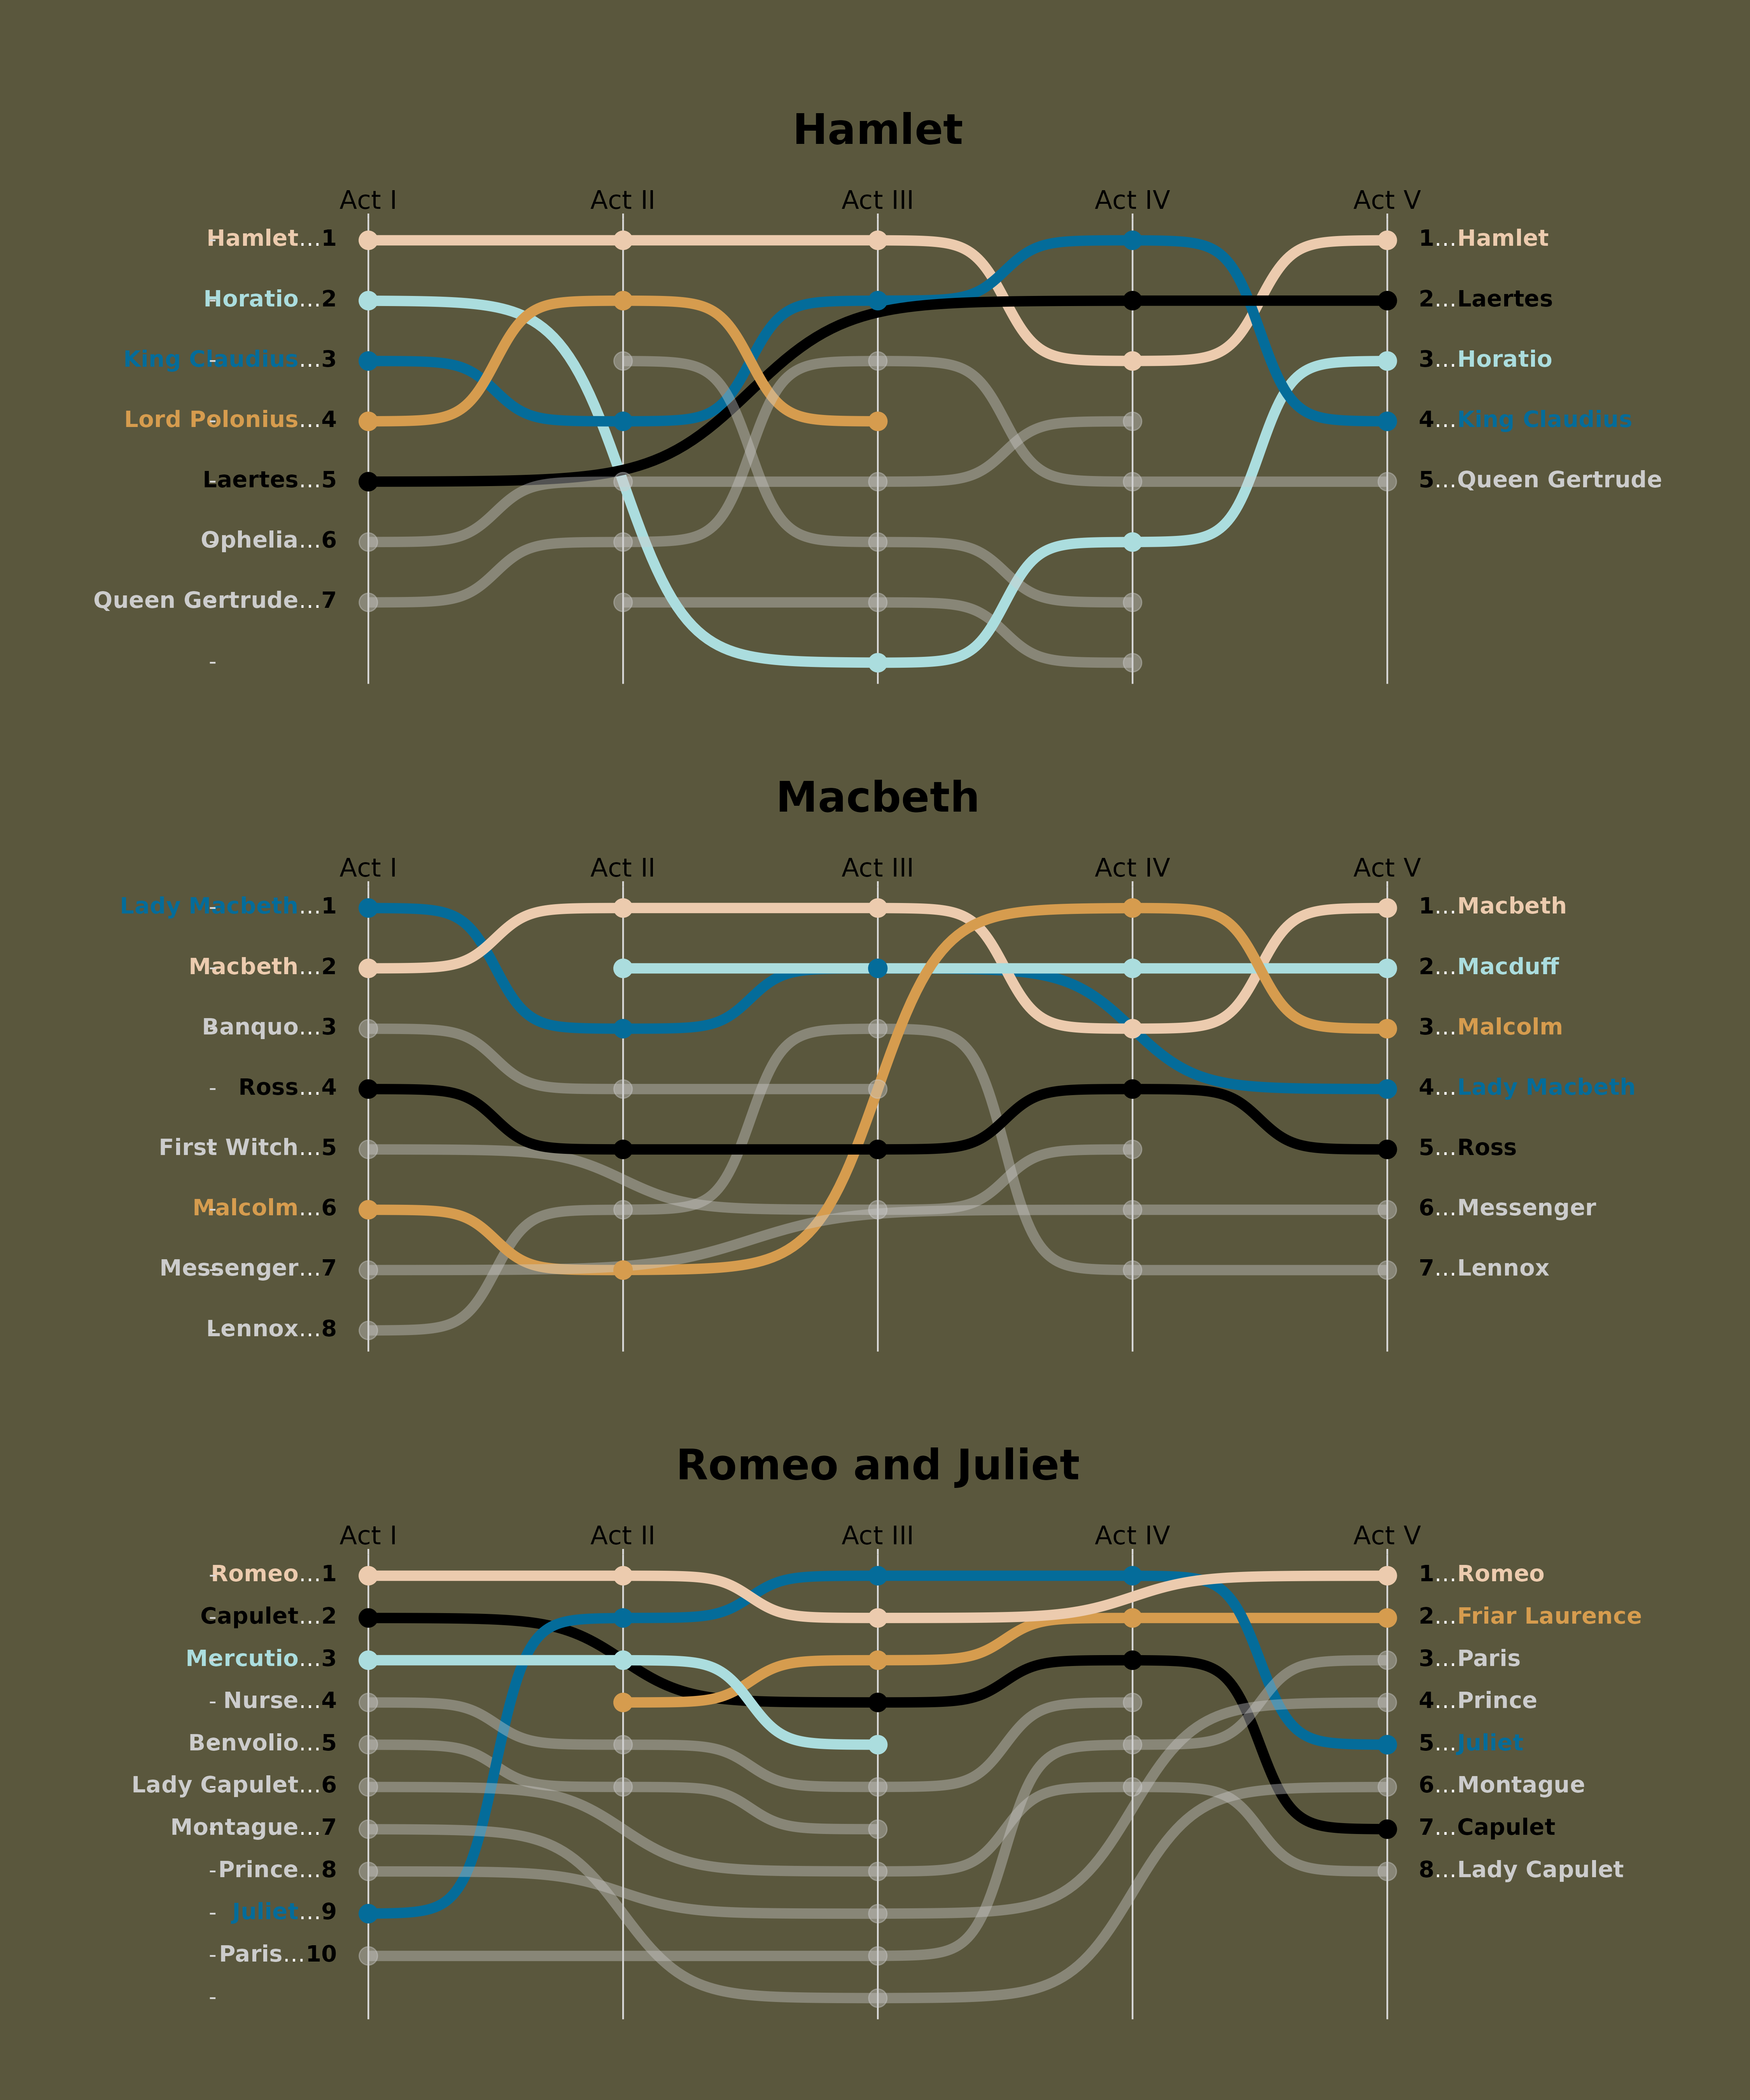 Hamlet
Act I Act II Act III Act IV Act V
Hamlet...1 1...Hamlet
Horatio...2 2...Laertes
King Claudius...3 3...Horatio
Lord Polonius...4 4...King Claudius
Laertes...5 5...Queen Gertrude
Ophelia...6
Queen Gertrude...7
Macbeth
Act I Act II Act III Act IV Act V
Lady Macbeth...1 1...Macbeth
Macbeth...2 2...Macduff
Banquo...3 3...Malcolm
Ross...4 4...Lady Macbeth
First Witch...5 5...Ross
Malcolm...6 6...Messenger
Messenger...7 7...Lennox
Lennox...8
Romeo and Juliet
Act I Act II Act III Act IV Act V
Romeo...1 1...Romeo
Capulet...2 2...Friar Laurence
Mercutio...3 3...Paris
Nurse...4 4...Prince
Benvolio...5 5...Juliet
Lady Capulet...6 6...Montague
Montague...7 7...Capulet
Prince...8 8...Lady Capulet
Juliet...9
Paris...10